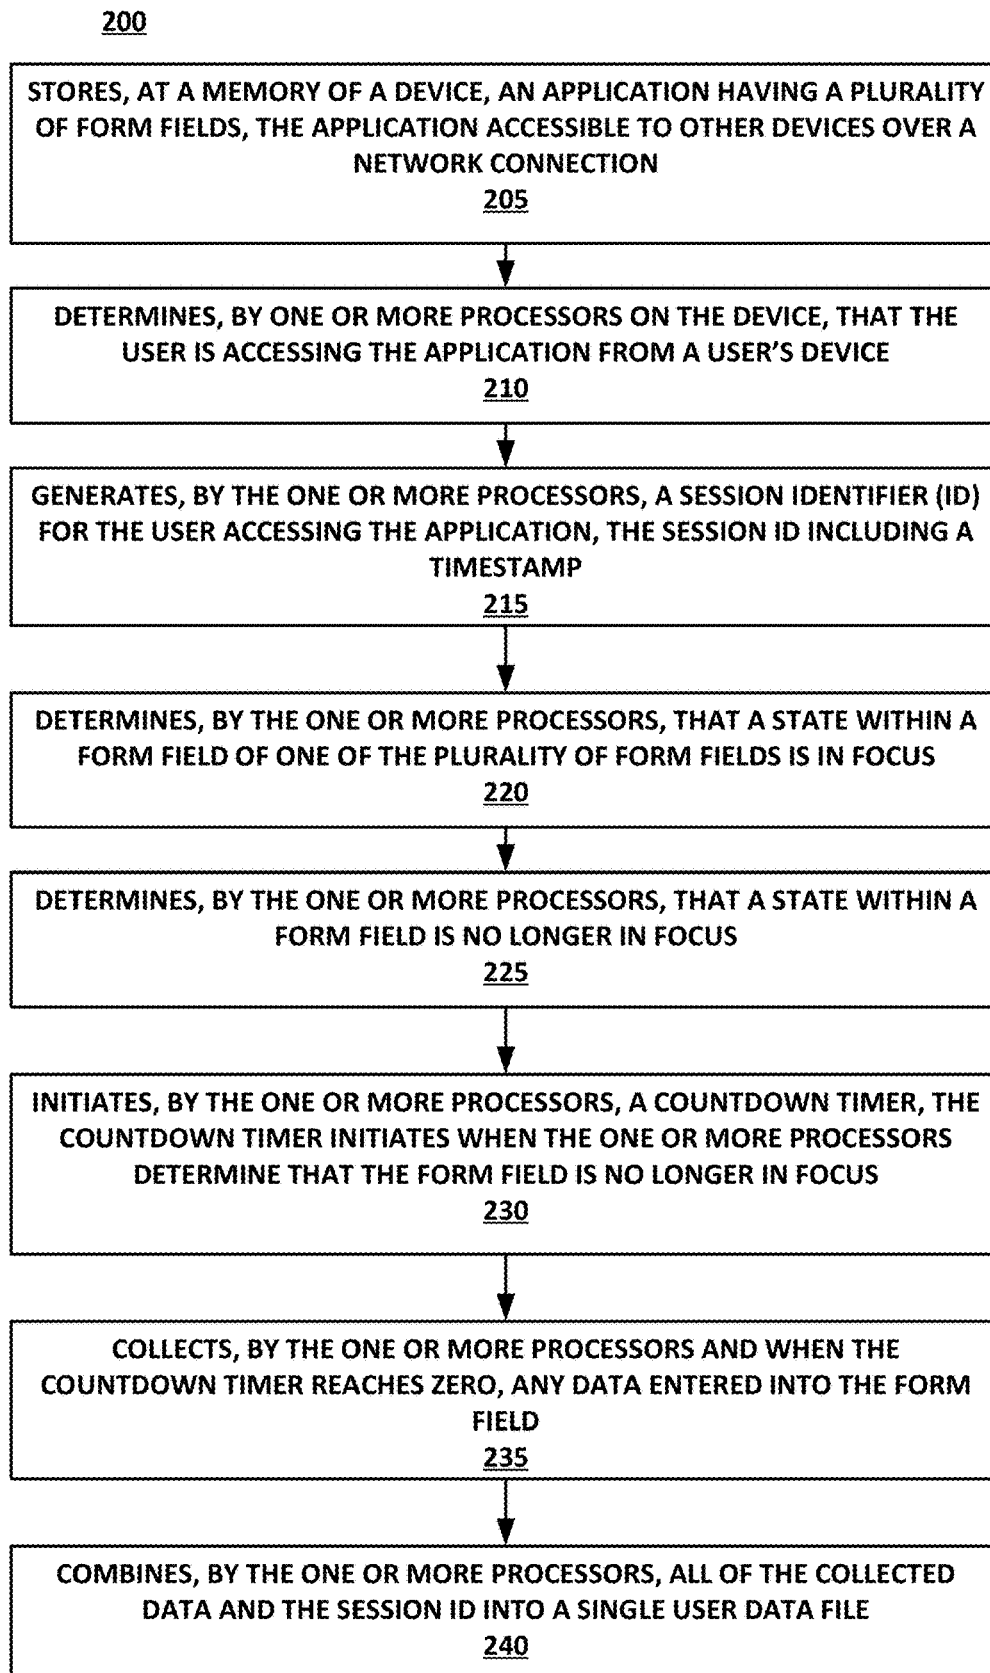 200
STORES, AT A MEMORY OF A DEVICE, AN APPLICATION HAVING A PLURALITY
OF FORM FIELDS, THE APPLICATION ACCESSIBLE TO OTHER DEVICES OVER A
NETWORK CONNECTION
205
DETERMINES, BY ONE OR MORE PROCESSORS ON THE DEVICE, THAT THE
USER IS ACCESSING THE APPLICATION FROM A USER'S DEVICE
210
GENERATES, BY THE ONE OR MORE PROCESSORS, A SESSION IDENTIFIER (ID)
FOR THE USER ACCESSING THE APPLICATION, THE SESSION ID INCLUDING A
TIMESTAMP
215
DETERMINES, BY THE ONE OR MORE PROCESSORS, THAT A STATE WITHIN A
FORM FIELD OF ONE OF THE PLURALITY OF FORM FIELDS IS IN FOCUS
220
DETERMINES, BY THE ONE OR MORE PROCESSORS, THAT A STATE WITHIN A
FORM FIELD IS NO LONGER IN FOCUS
225
INITIATES, BY THE ONE OR MORE PROCESSORS, A COUNTDOWN TIMER, THE
COUNTDOWN TIMER INITIATES WHEN THE ONE OR MORE PROCESSORS
DETERMINE THAT THE FORM FIELD IS NO LONGER IN FOCUS
230
COLLECTS, BY THE ONE OR MORE PROCESSORS AND WHEN THE
COUNTDOWN TIMER REACHES ZERO, ANY DATA ENTERED INTO THE FORM
FIELD
235
COMBINES, BY THE ONE OR MORE PROCESSORS, ALL OF THE COLLECTED
DATA AND THE SESSION ID INTO A SINGLE USER DATA FILE
240